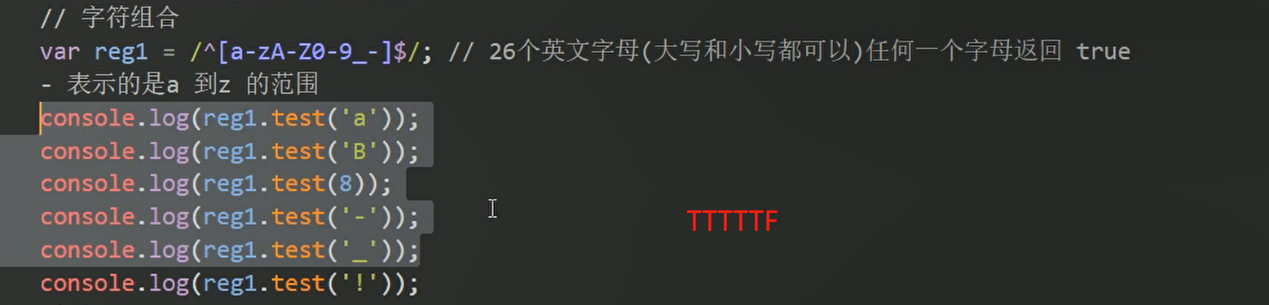 // 字符组合
var reg1 = /^[a-zA-Z0-9_-]$/; // 26个英文字母(大写和小写都可以)任何一个字母返回 true
- 表示的是a 到z 的范围
console.log(reg1.test('a'));
console.log(reg1.test('B'));
console.log(reg1.test(8));
console.log(reg1.test('-'));
TTTTTF
console.log(reg1.test('_'));
console.log(reg1.test('!'));